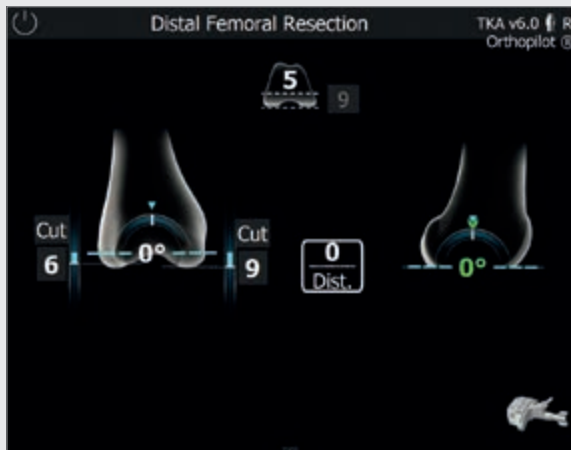 Distal Femoral Resection
TKA v6.0 R
Orthopilot ®
5
9
Cut
6
0°
Cut
9
0
Dist.
0°